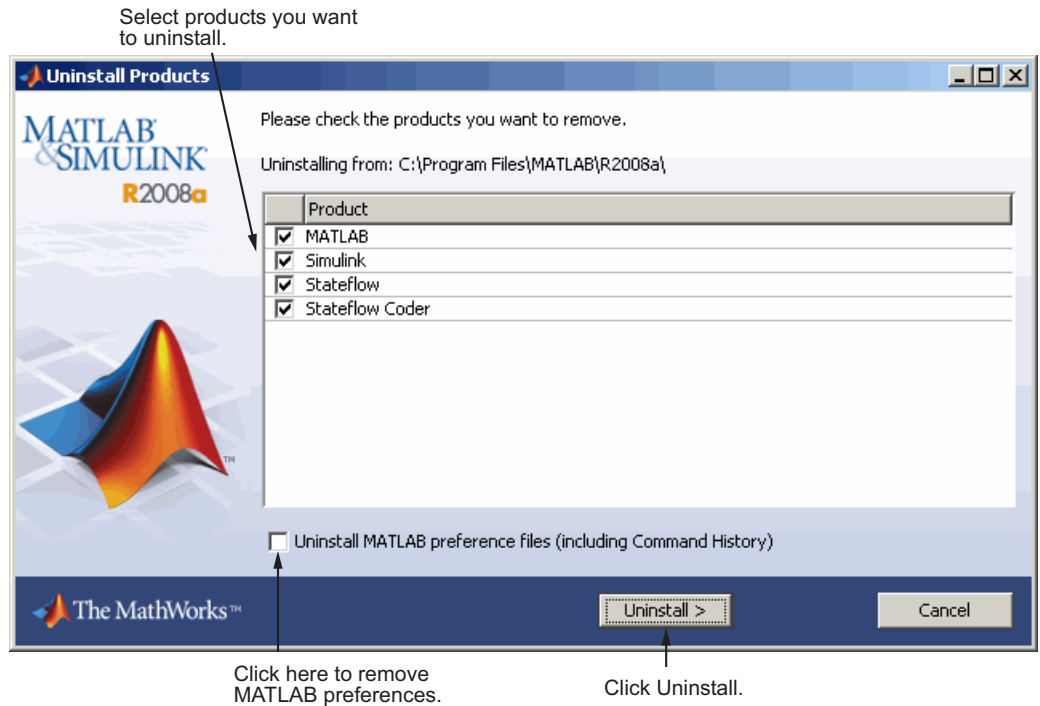 Select products you want
to uninstall.
Uninstall Products
MATLAB®
&SIMULINK®
R2008a
Please check the products you want to remove.
Uninstalling from: C:\Program Files\MATLAB\R2008a\
Product
MATLAB
Simulink
Stateflow
Stateflow Coder
TM
Uninstall MATLAB preference files (including Command History)
The MathWorks™
Uninstall >
Cancel
Click here to remove
MATLAB preferences.
Click Uninstall.